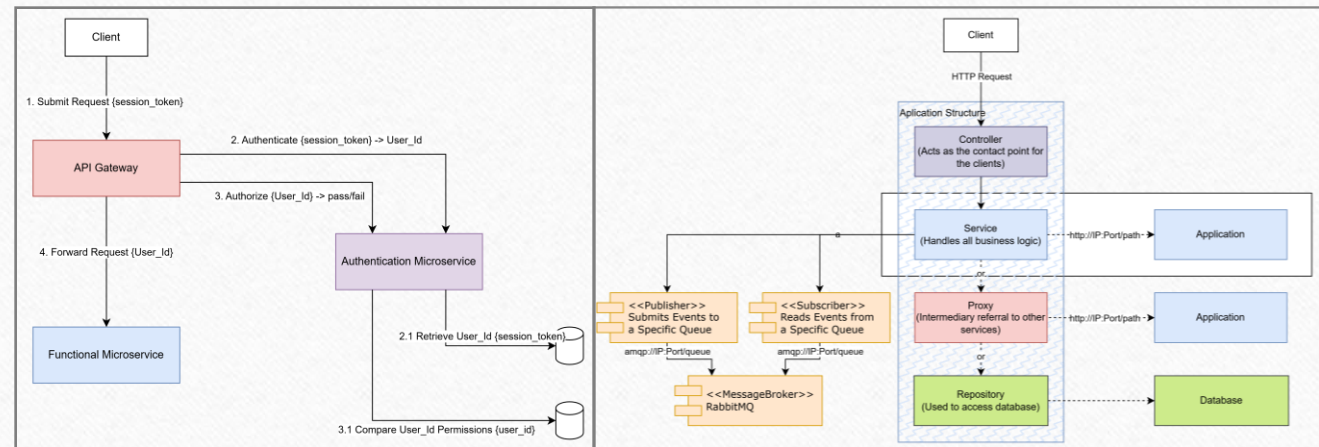 Client
1. Submit Request {session_token}
API Gateway
2. Authenticate {session_token} -> User_Id
3. Authorize {User_Id} -> pass/fail
4. Forward Request {User_Id}
Authentication Microservice
Functional Microservice
2.1 Retrieve User_Id {session_token}
3.1 Compare User_Id Permissions {user_id}
Client
HTTP Request
Aplication Structure
Controller
(Acts as the contact point for
the clients)
Service
(Handles all business logic)
http://IP:Port/path
Application
or
<<Publisher>>
Submits Events to
a Specific Queue
<<Subscriber>>
Reads Events from
a Specific Queue
Proxy
(Intermediary referral to other
services)
http://IP:Port/path
Application
amqp://IP:Port/queue
amqp://IP:Port/queue
or
<<MessageBroker>>
RabbitMQ
Repository
(Used to access database)
Database